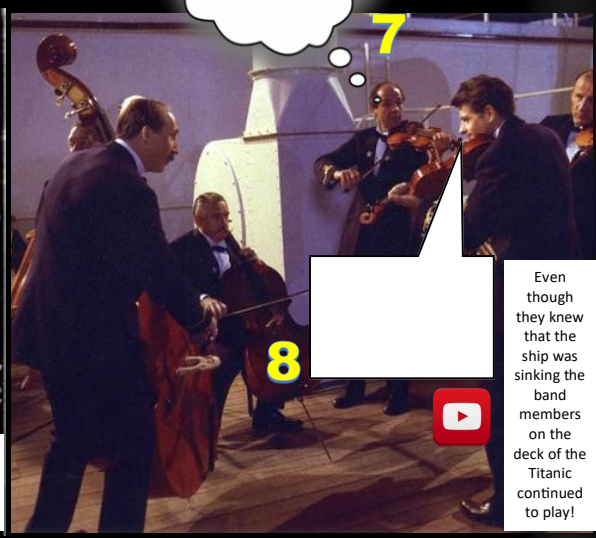 7
8
Even
though
they knew
that the
ship was
sinking the
band
members
on the
deck of the
Titanic
continued
to play!